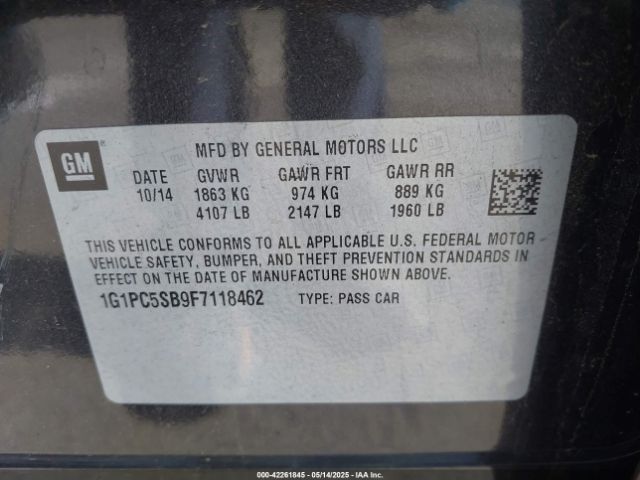 GM
MFD BY GENERAL MOTORS LLC
DATE GVWR GAWR FRT GAWR RR
10/14 1863 KG 974 KG 889 KG
4107 LB 2147 LB 1960 LB
THIS VEHICLE CONFORMS TO ALL APPLICABLE U.S. FEDERAL MOTOR
VEHICLE SAFETY, BUMPER, AND THEFT PREVENTION STANDARDS IN
EFFECT ON THE DATE OF MANUFACTURE SHOWN ABOVE.
1G1PC5SB9F7118462 TYPE: PASS CAR
000-42261845 - 05/14/2025 - IAA Inc.